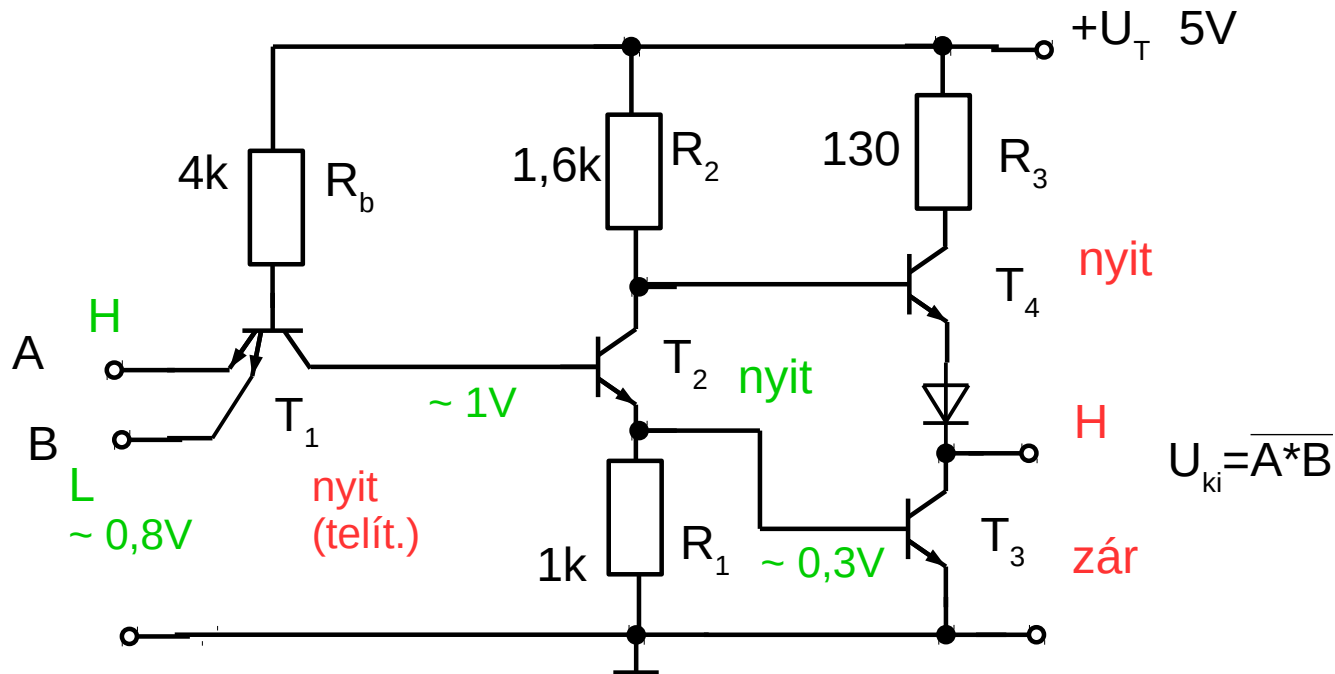 +U_T 5V
4k R_b
1,6k R_2
130 R_3
nyit
T_4
H
A
T_1
~ 1V
T_2
nyit
B
L
~ 0,8V
nyit
(telít.)
H
U_ki=\overline{A*B}
1k R_1
~ 0,3V
T_3
zár